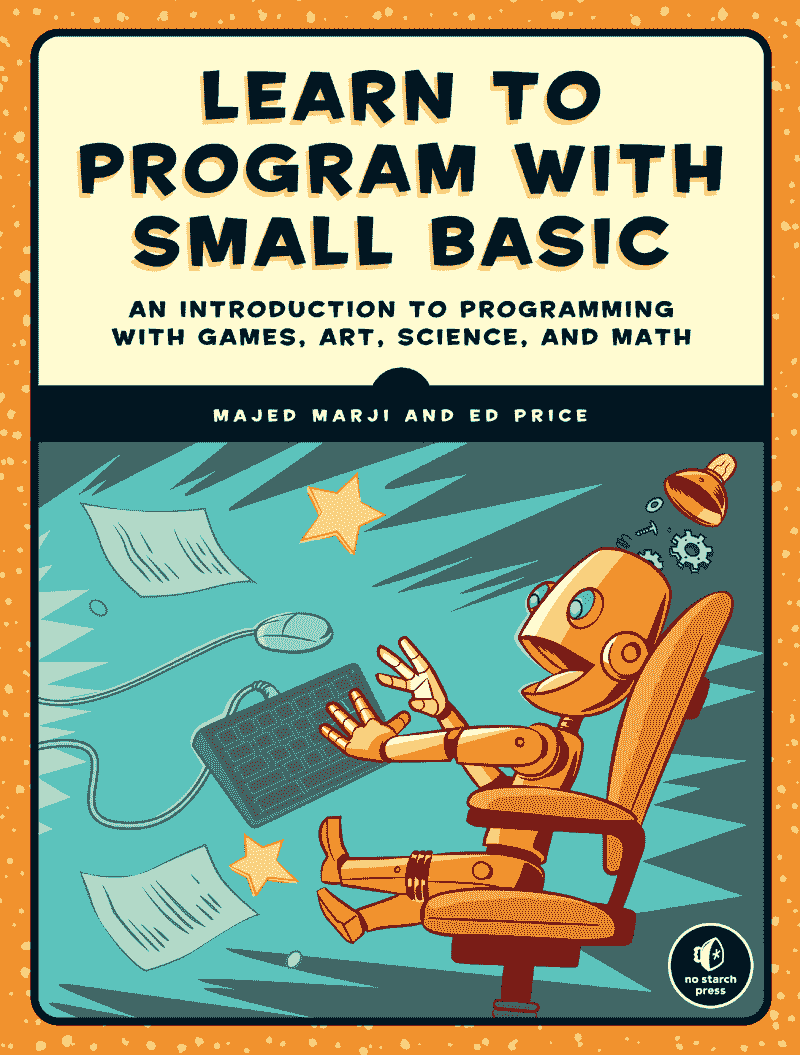 LEARN TO
PROGRAM WITH
SMALL BASIC
AN INTRODUCTION TO PROGRAMMING
WITH GAMES, ART, SCIENCE, AND MATH
MAJED MARJI AND ED PRICE
no starch
press